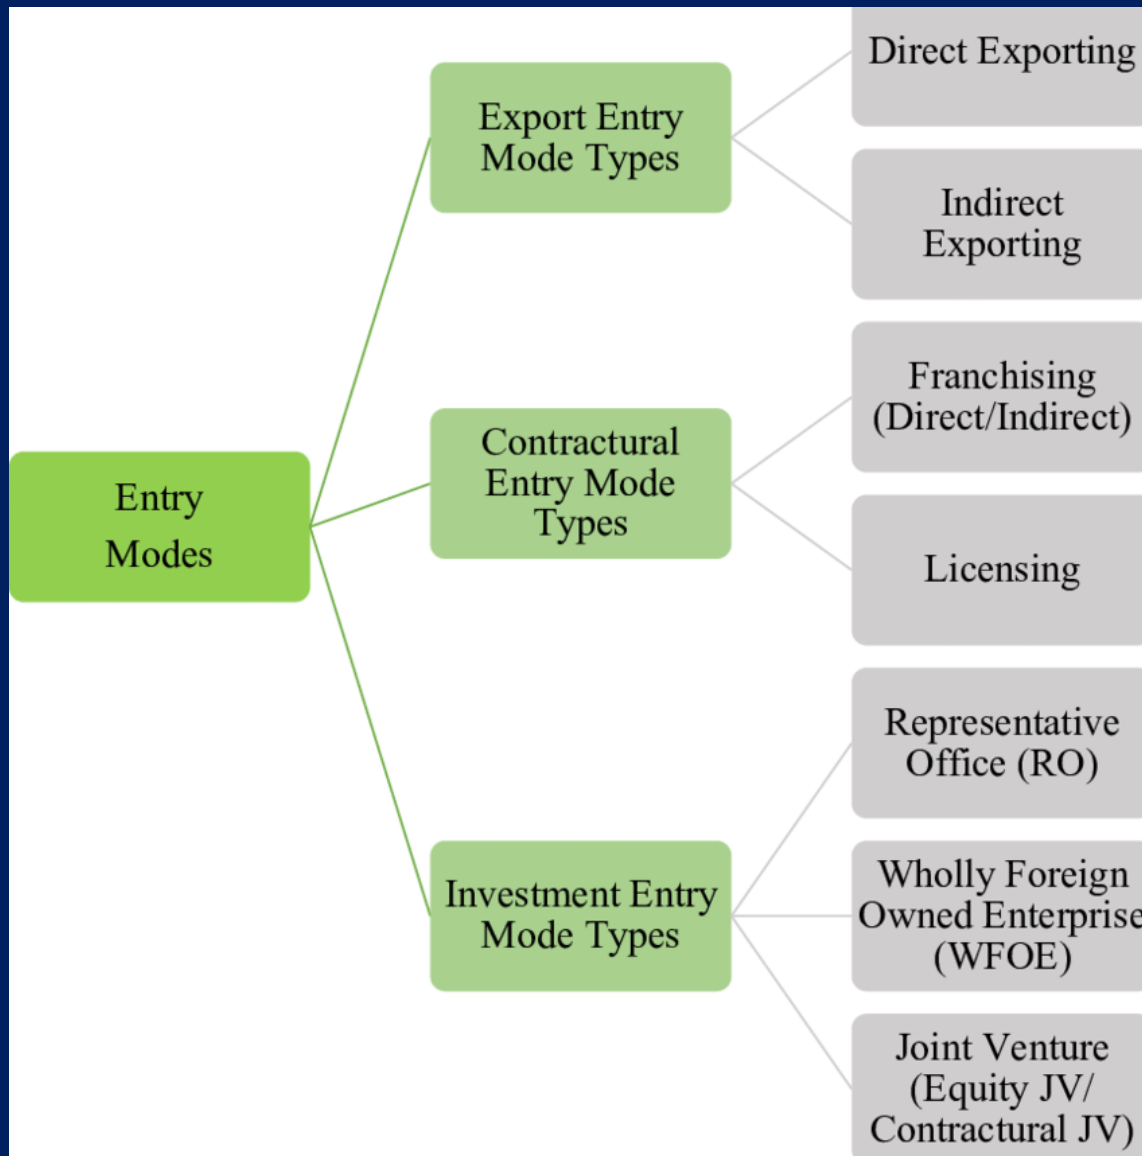 Entry
Modes
Export Entry
Mode Types
Direct Exporting
Indirect
Exporting
Contractural
Entry Mode
Types
Franchising
(Direct/Indirect)
Licensing
Investment Entry
Mode Types
Representative
Office (RO)
Wholly Foreign
Owned Enterprise
(WFOE)
Joint Venture
(Equity JV/
Contractural JV)